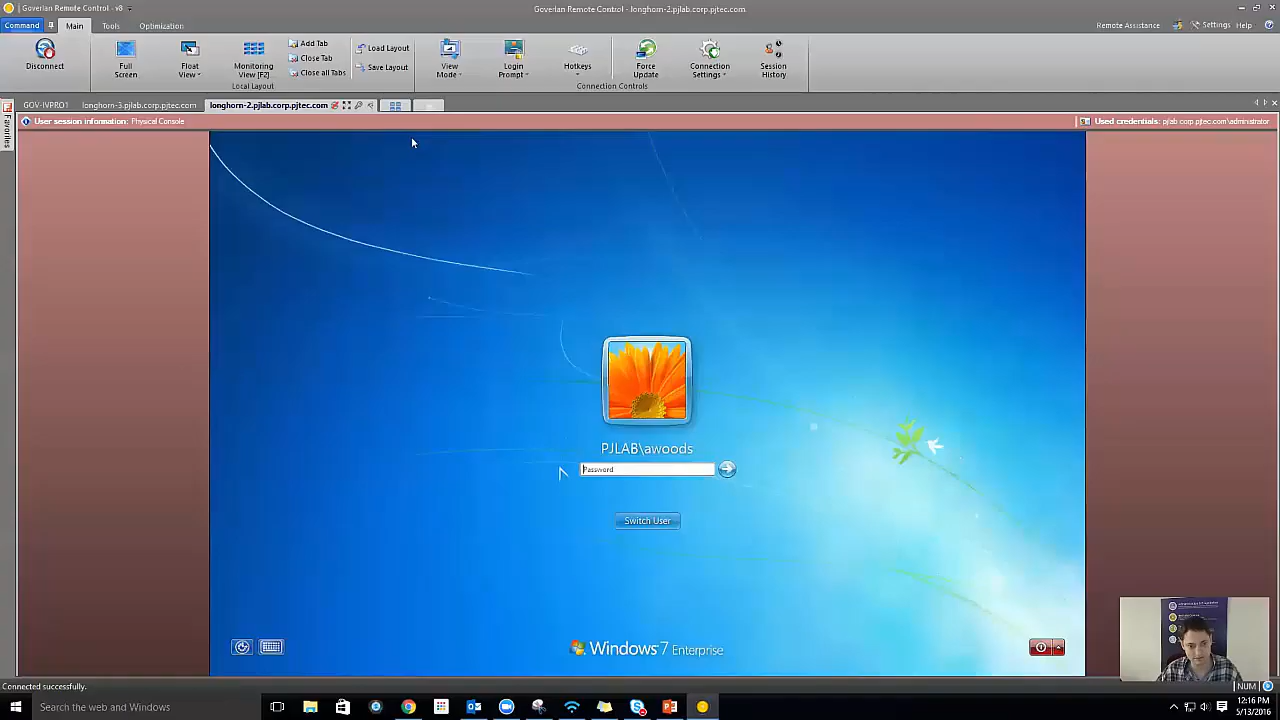 Goverlan Remote Control - v8
Goverlan Remote Control - longhorn-2.pjlab.corp.pjtec.com
Command
Main
Tools
Optimization
Remote Assistance
Settings
Help
Disconnect
Full Screen
Float View
Monitoring View [F2]
Add Tab
Close Tab
Close all Tabs
Load Layout
Save Layout
Local Layout
View Mode
Login Prompt
Hotkeys
Force Update
Connection Settings
Session History
Connection Controls
GOV-IVPRO1
longhorn-3.pjlab.corp.pjtec.com
longhorn-2.pjlab.corp.pjtec.com
Favorites
User session information: Physical Console
Used credentials: pjlab.corp.pjtec.com\administrator
PJLAB\awoods
Password
Switch User
Windows 7 Enterprise
Connected successfully.
NUM
Search the web and Windows
12:16 PM
5/13/2016